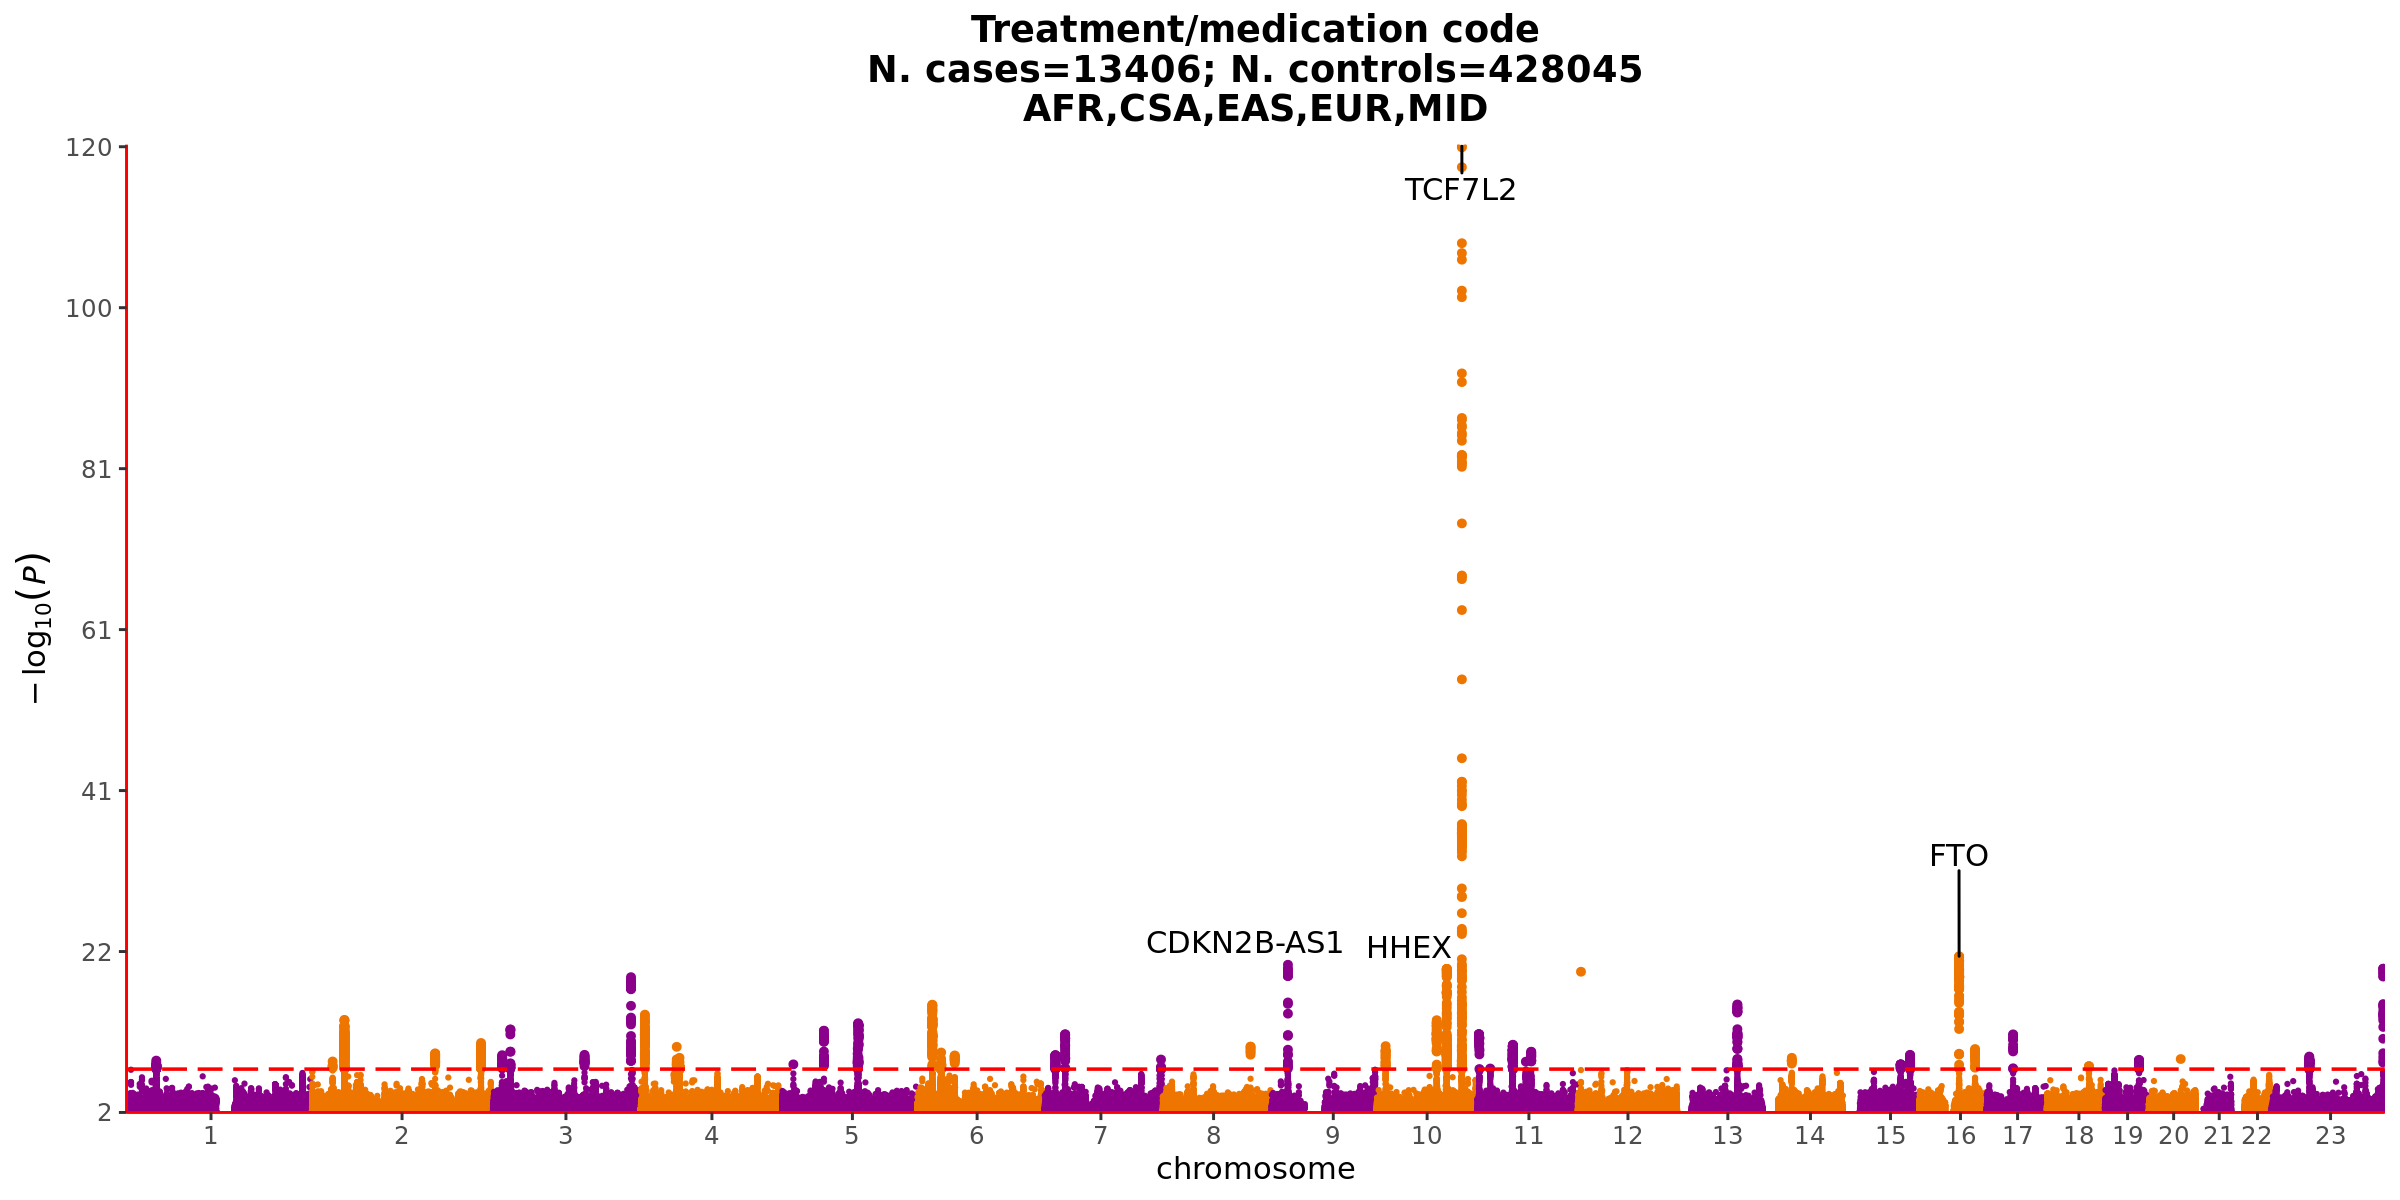 Treatment/medication code
N. cases=13406; N. controls=428045
AFR,CSA,EAS,EUR,MID
120
TCF7L2
100
81
61
41
FTO
22
CDKN2B-AS1 HHEX
2
−log10(P)
1 2 3 4 5 6 7 8 9 10 11 12 13 14 15 16 17 18 19 20 21 22 23
chromosome